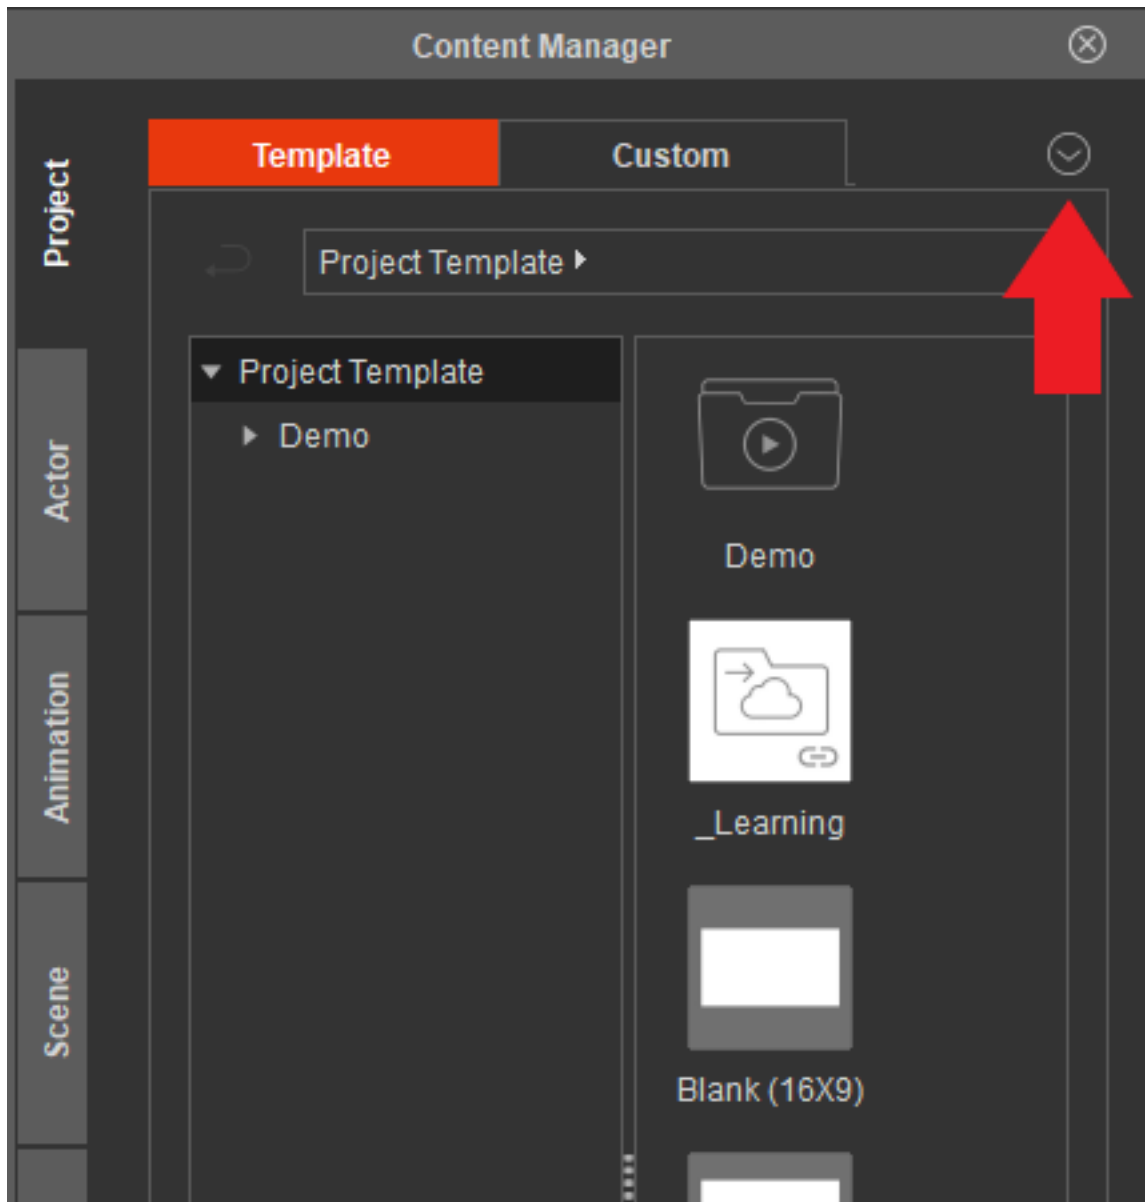 Content Manager
Template
Custom
Project
Project Template
Project Template
Demo
Actor
Demo
Animation
_Learning
Scene
Blank (16X9)